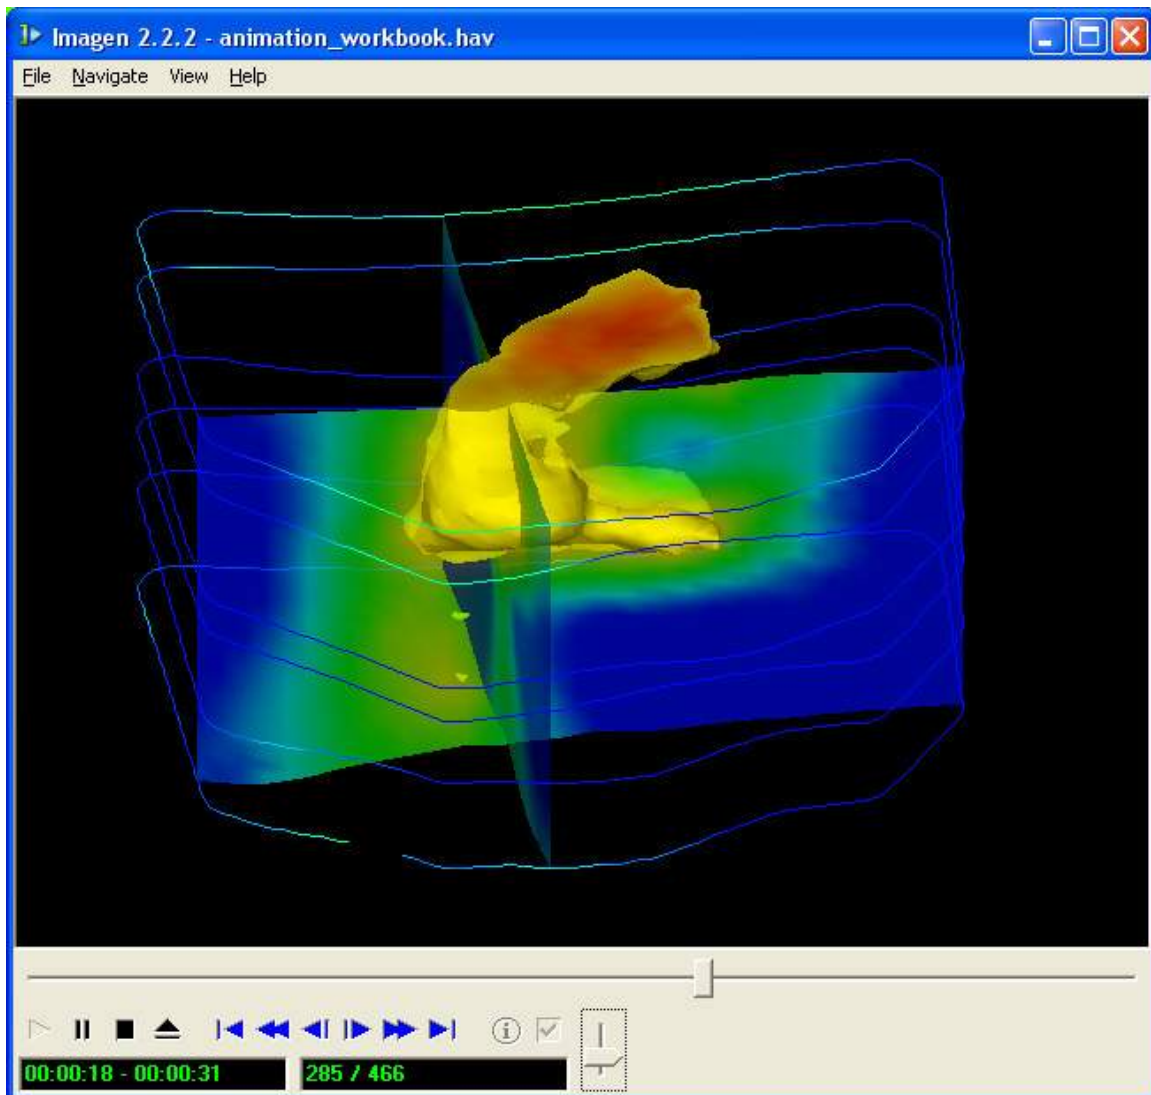 Imagen 2.2.2 - animation_workbook.hav
File Navigate View Help
00:00:18 - 00:00:31 285 / 466